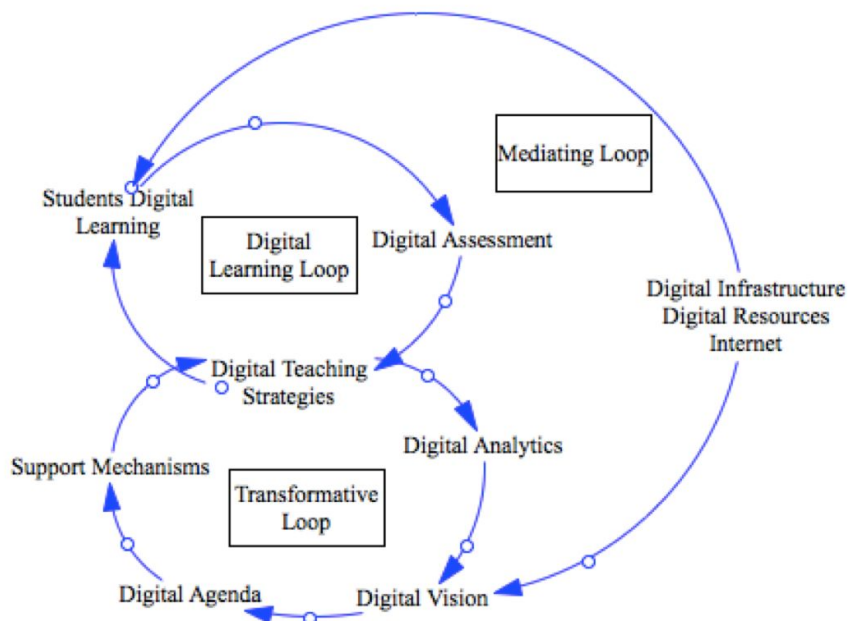 Mediating Loop
Students Digital
Learning
Digital
Learning Loop
Digital Assessment
Digital Infrastructure
Digital Resources
Internet
Digital Teaching
Strategies
Digital Analytics
Support Mechanisms
Transformative
Loop
Digital Agenda
Digital Vision